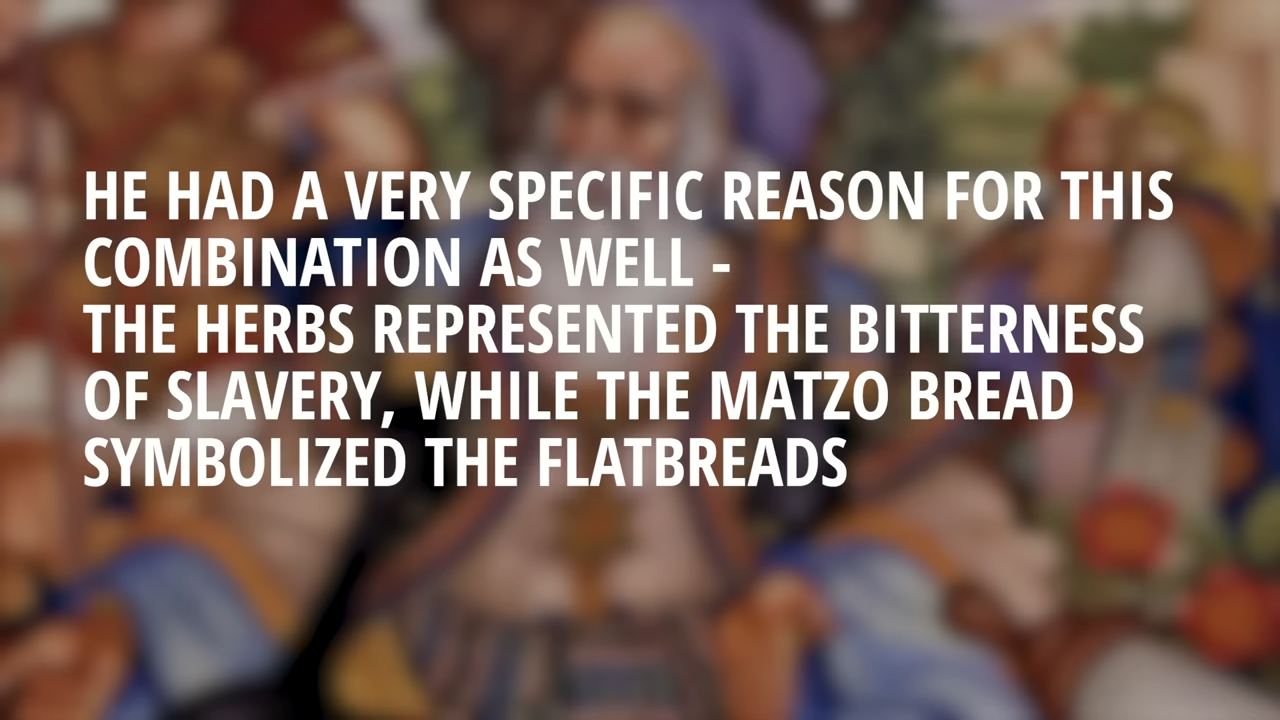 HE HAD A VERY SPECIFIC REASON FOR THIS
COMBINATION AS WELL -
THE HERBS REPRESENTED THE BITTERNESS
OF SLAVERY, WHILE THE MATZO BREAD
SYMBOLIZED THE FLATBREADS